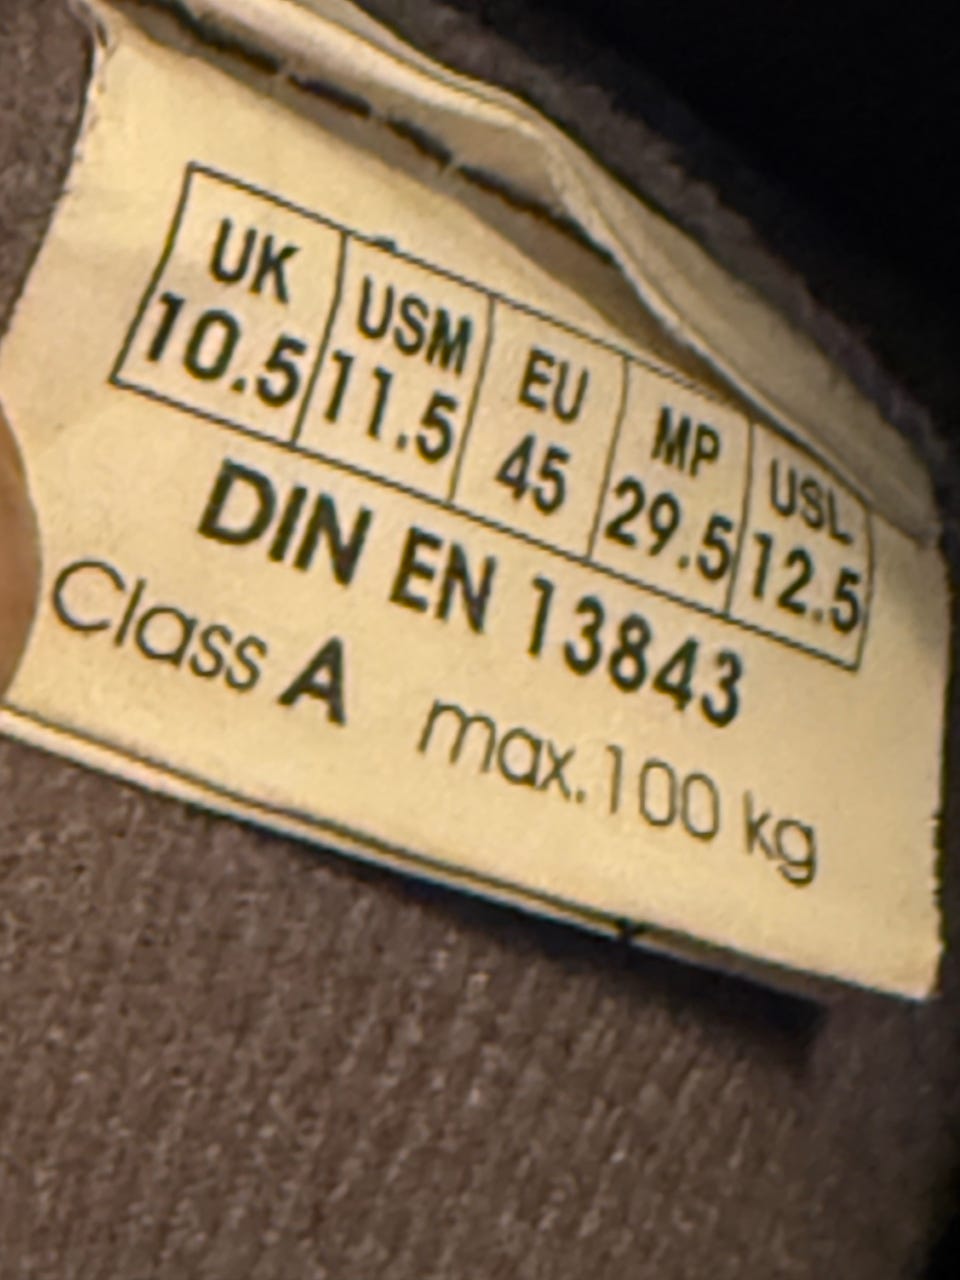 UK USM EU MP USL
10.5 11.5 45 29.5 12.5
DIN EN 13843
Class A max.100 kg